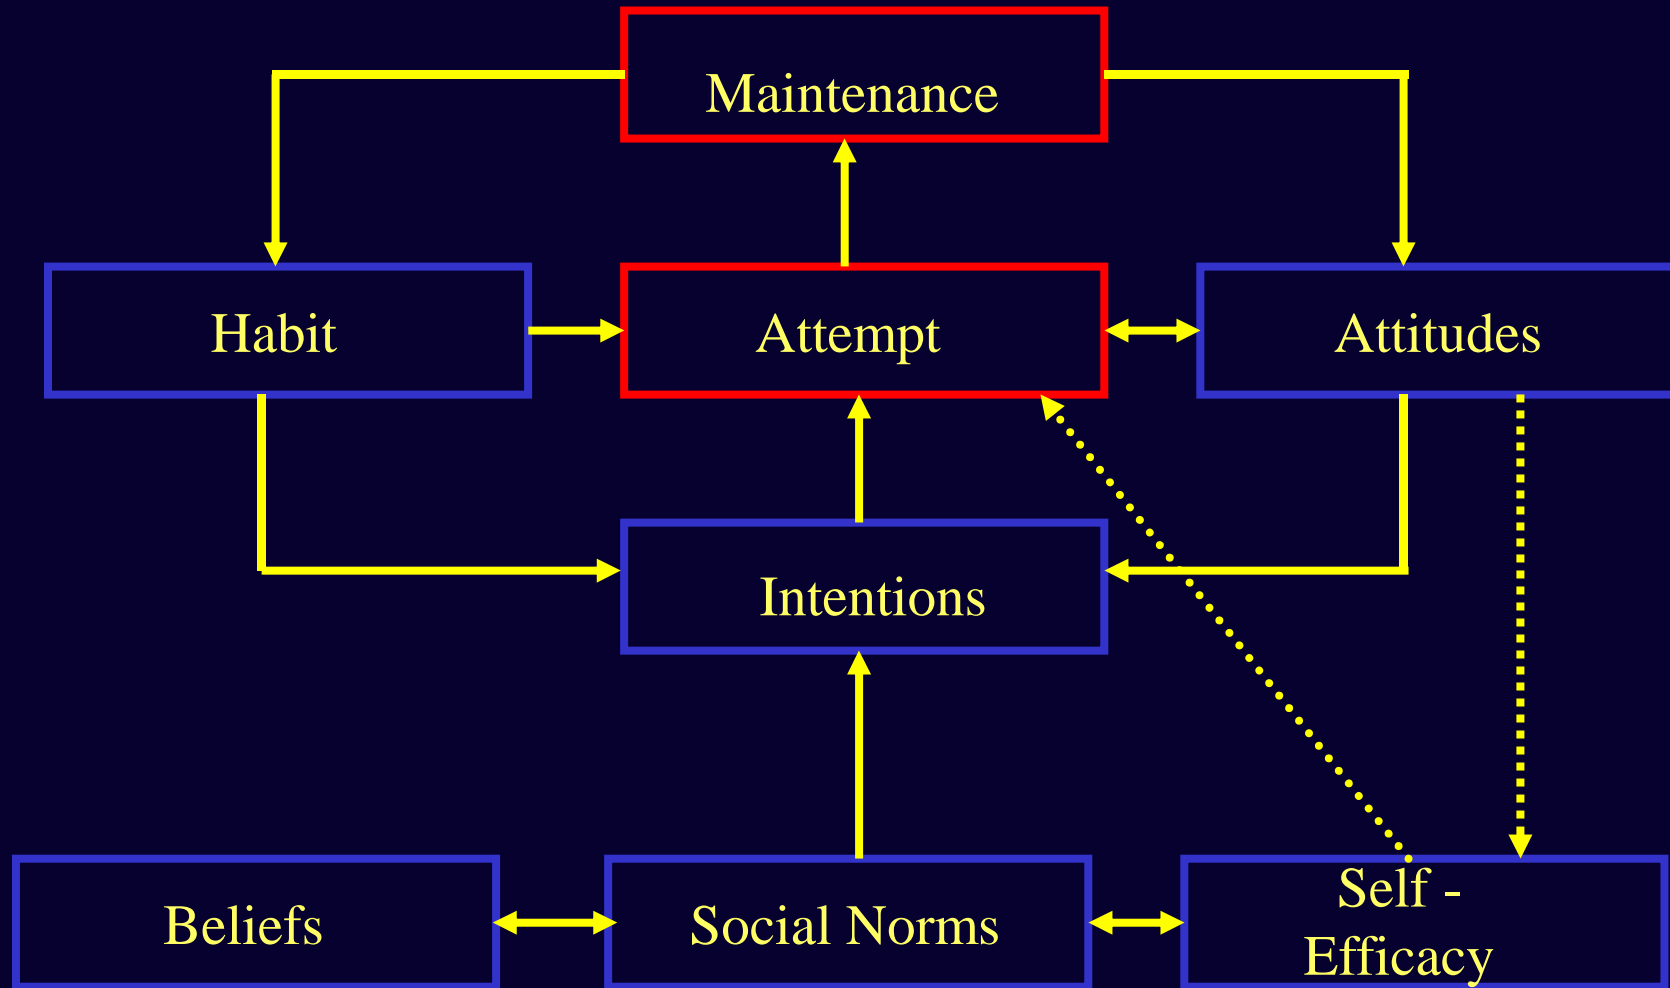 Maintenance
Habit
Attempt
Attitudes
Intentions
Beliefs
Social Norms
Self -
Efficacy